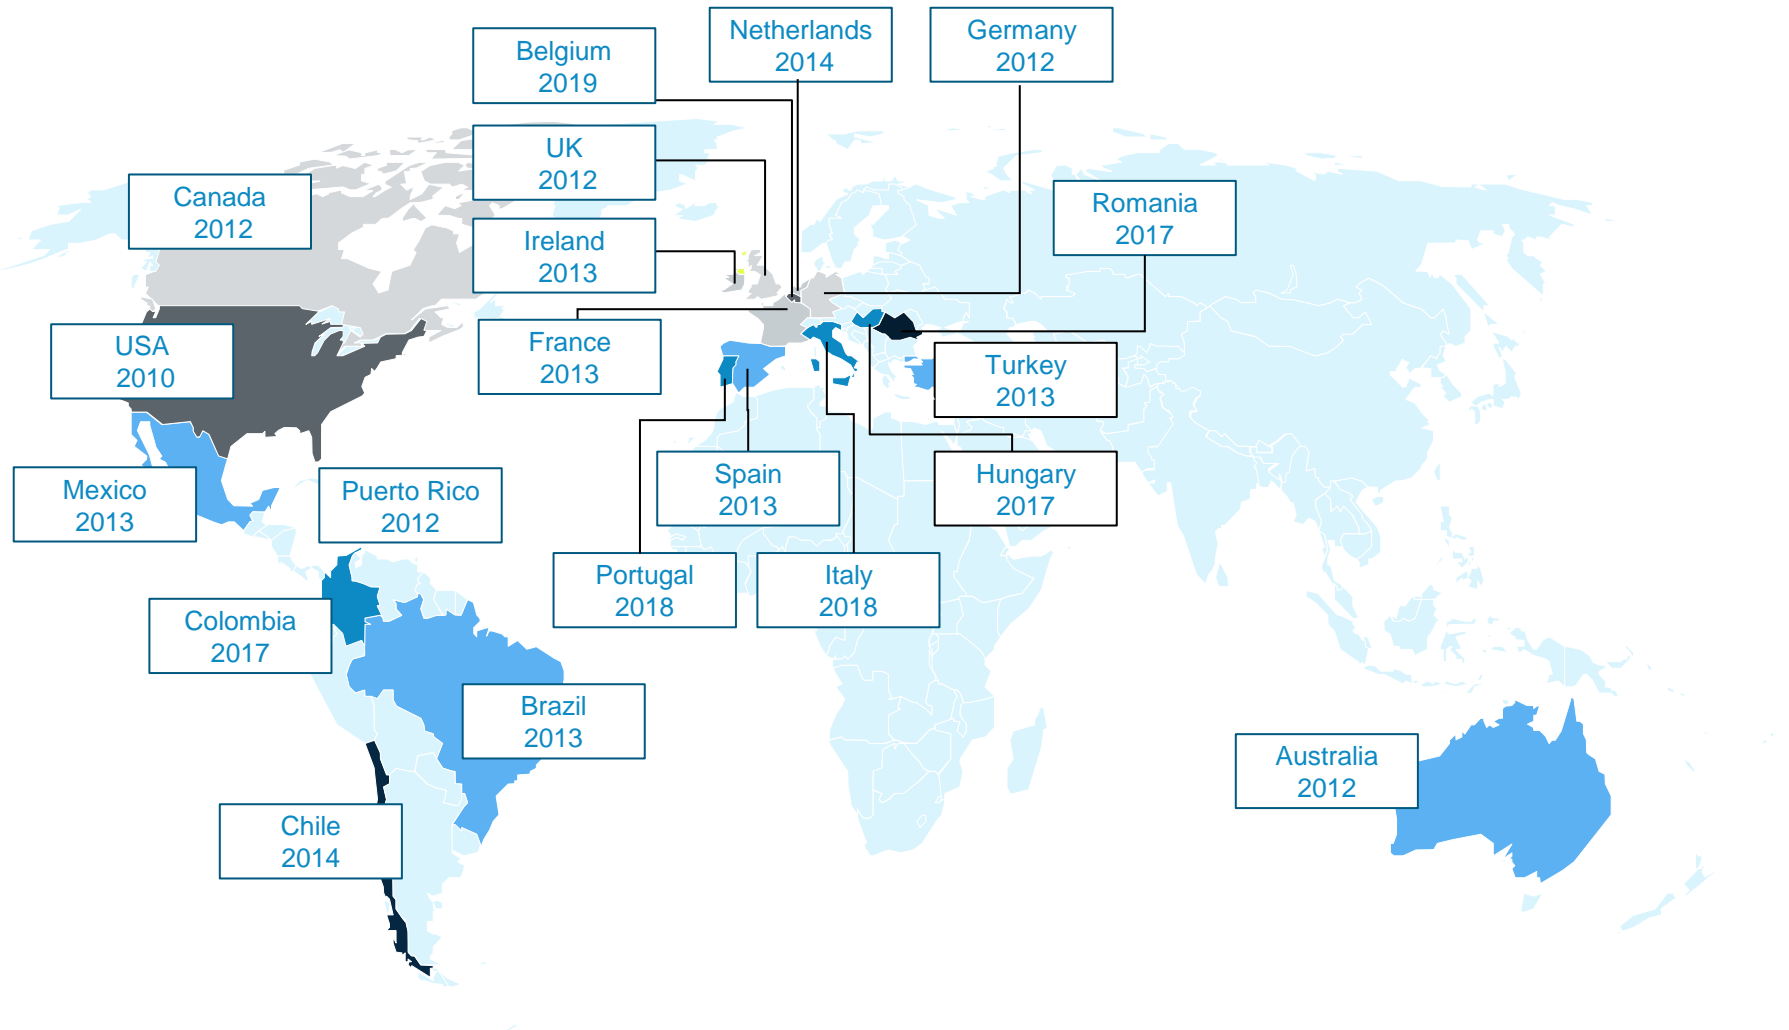 Netherlands
2014
Germany
2012
Belgium
2019
UK
2012
Canada
2012
Romania
2017
Ireland
2013
USA
2010
France
2013
Turkey
2013
Mexico
2013
Puerto Rico
2012
Spain
2013
Hungary
2017
Portugal
2018
Italy
2018
Colombia
2017
Brazil
2013
Australia
2012
Chile
2014